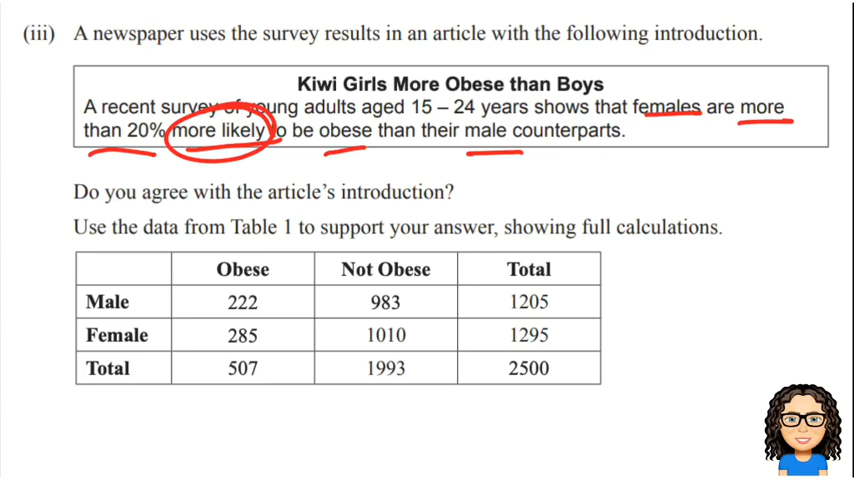 (iii) A newspaper uses the survey results in an article with the following introduction.
Kiwi Girls More Obese than Boys
A recent survey of young adults aged 15 – 24 years shows that females are more
than 20% more likely to be obese than their male counterparts.
Do you agree with the article's introduction?
Use the data from Table 1 to support your answer, showing full calculations.
Obese Not Obese Total
Male 222 983 1205
Female 285 1010 1295
Total 507 1993 2500